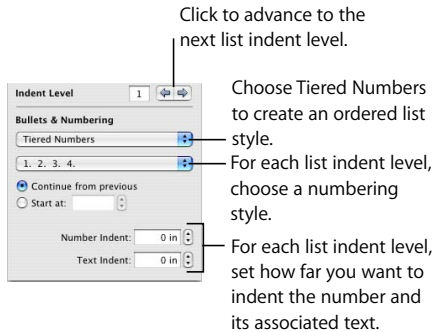 Click to advance to the
next list indent level.
Indent Level 1
Bullets & Numbering
Tiered Numbers
1. 2. 3. 4.
Continue from previous
Start at:
Number Indent: 0 in
Text Indent: 0 in
Choose Tiered Numbers
to create an ordered list
style.
For each list indent level,
choose a numbering
style.
For each list indent level,
set how far you want to
indent the number and
its associated text.